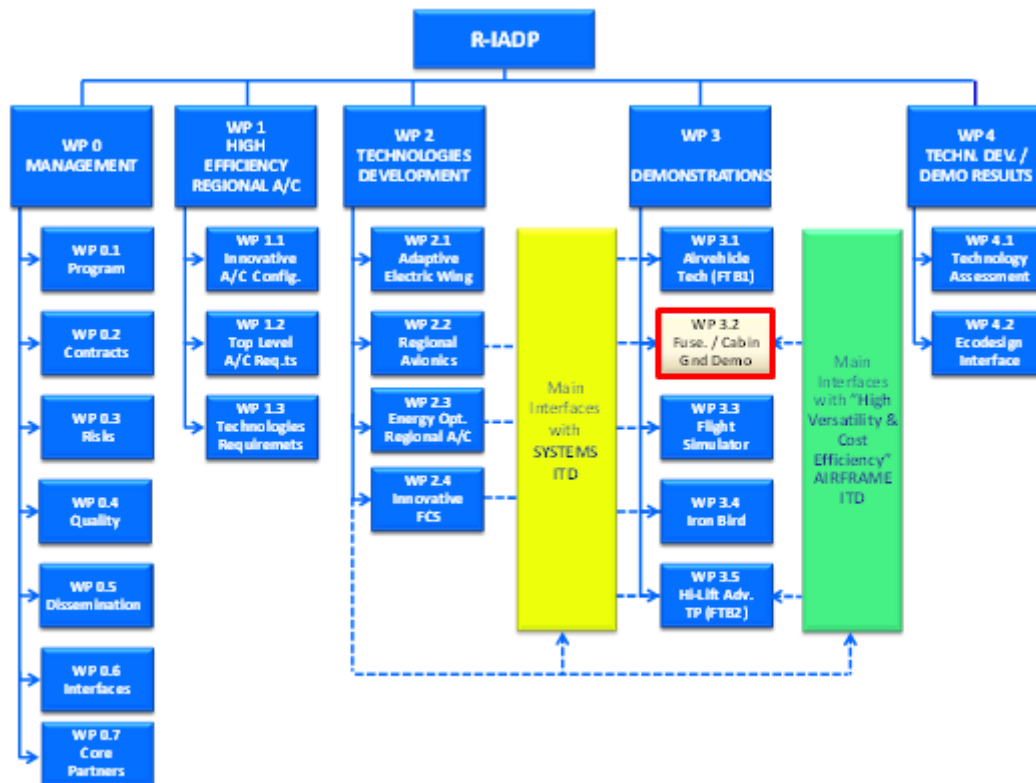 R-IADP
WP 0
MANAGEMENT
WP 1
HIGH
EFFICIENCY
REGIONAL A/C
WP 2
TECHNOLOGIES
DEVELOPMENT
WP 3
DEMONSTRATIONS
WP 4
TECHN. DEV. /
DEMO RESULTS
WP 0.1
Program
WP 0.2
Contracts
WP 0.3
Risks
WP 0.4
Quality
WP 0.5
Dissemination
WP 0.6
Interfaces
WP 0.7
Core
Partners
WP 1.1
Innovative
A/C Config.
WP 1.2
Top Level
A/C Req.ts
WP 1.3
Technologies
Requiremets
WP 2.1
Adaptive
Electric Wing
WP 2.2
Regional
Avionics
WP 2.3
Energy Opt.
Regional A/C
WP 2.4
Innovative
FCS
Main
Interfaces
with
SYSTEMS
ITD
WP 3.1
Airvehicle
Tech (FTB1)
WP 3.2
Fuse. / Cabin
Gnd Demo
WP 3.3
Flight
Simulator
WP 3.4
Iron Bird
WP 3.5
Hi-Lift Adv.
TP (FTB2)
Main
Interfaces
with "High
Versatility &
Cost
Efficiency"
AIRFRAME
ITD
WP 4.1
Technology
Assessment
WP 4.2
Ecodesign
Interface